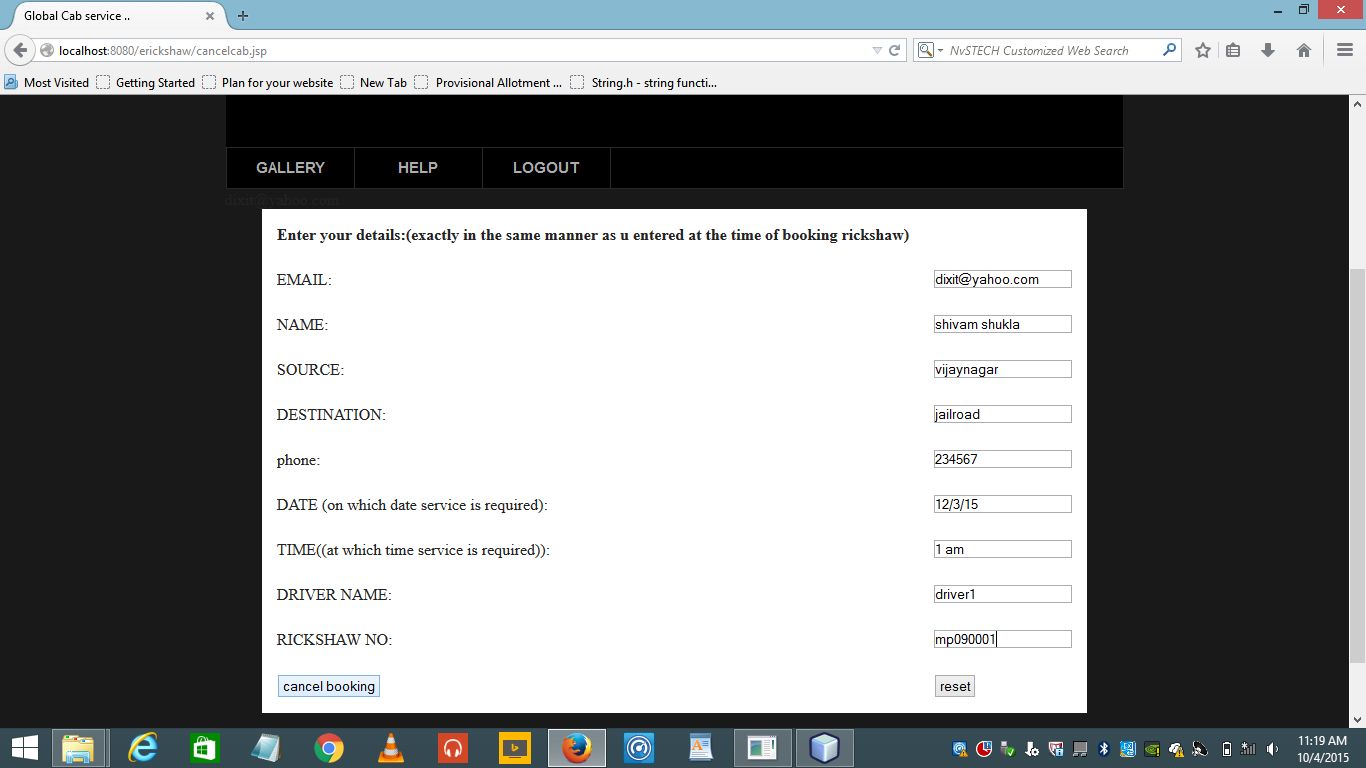 Global Cab service ..
localhost:8080/erickshaw/cancelcab.jsp
NvSTECH Customized Web Search
Most Visited Getting Started Plan for your website New Tab Provisional Allotment ... String.h - string functi...
GALLERY HELP LOGOUT
dixit@yahoo.com
Enter your details:(exactly in the same manner as u entered at the time of booking rickshaw)
EMAIL: dixit@yahoo.com
NAME: shivam shukla
SOURCE: vijaynagar
DESTINATION: jailroad
phone: 234567
DATE (on which date service is required): 12/3/15
TIME((at which time service is required)): 1 am
DRIVER NAME: driver1
RICKSHAW NO: mp090001
cancel booking reset
11:19 AM
10/4/2015